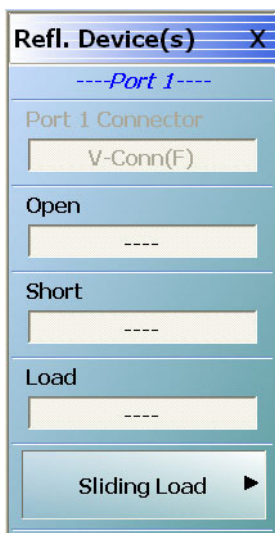 Refl. Device(s) X
----Port 1----
Port 1 Connector
V-Conn(F)
Open
----
Short
----
Load
----
Sliding Load